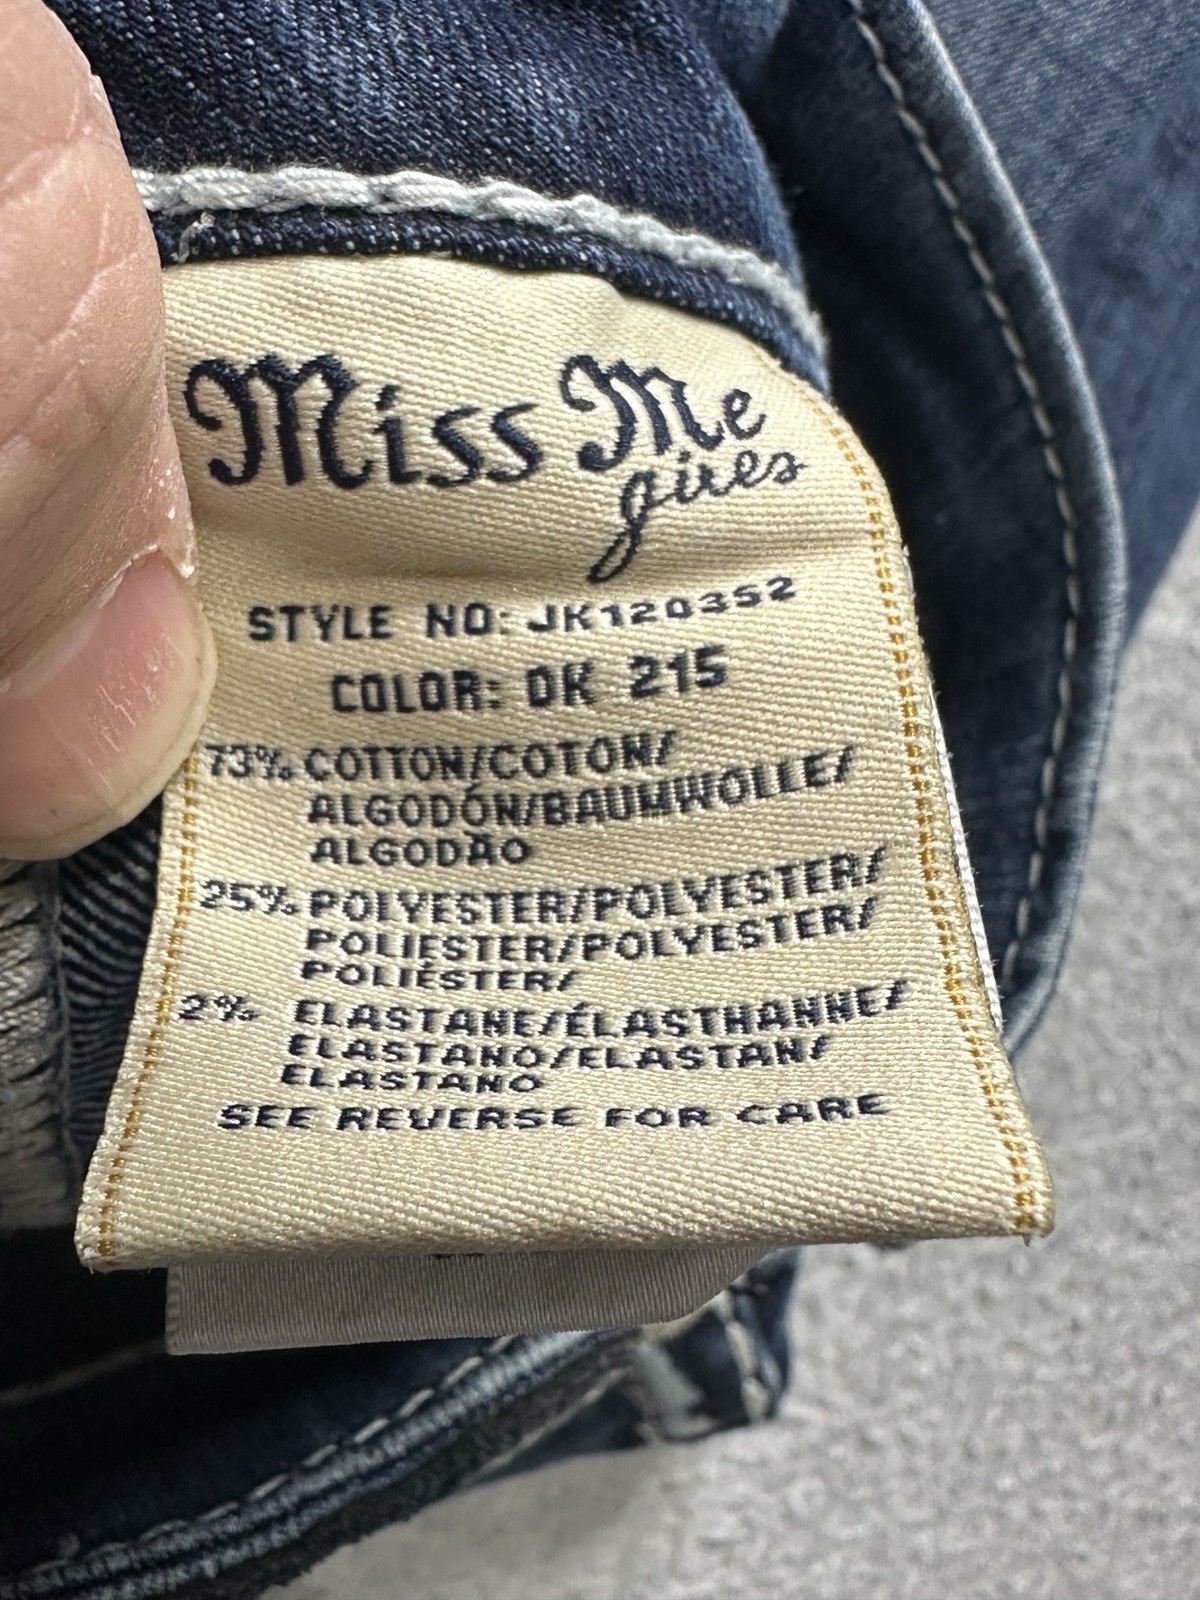 Miss Me
girls
STYLE NO: JK120352
COLOR: DK 215
73% COTTON/COTON/
ALGODÓN/BAUMWOLLE/
ALGODÃO
25% POLYESTER/POLYESTER/
POLIESTER/POLYESTER/
POLIÉSTER/
2% ELASTANE/ÉLASTHANNE/
ELASTANO/ELASTAN/
ELASTANO
SEE REVERSE FOR CARE